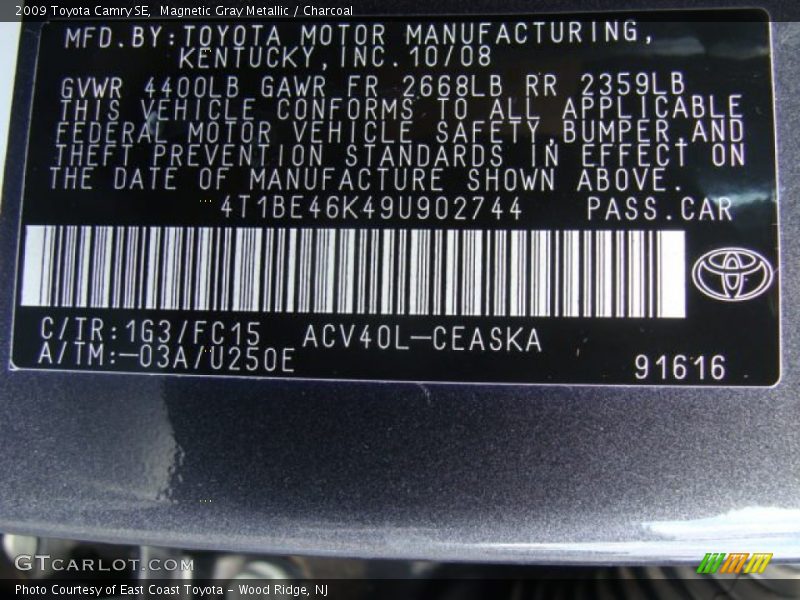 2009 Toyota Camry SE,  Magnetic Gray Metallic / Charcoal
MFD.BY:TOYOTA MOTOR MANUFACTURING,
KENTUCKY,INC.10/08
GVWR 4400LB GAWR FR 2668LB RR 2359LB
THIS VEHICLE CONFORMS TO ALL APPLICABLE
FEDERAL MOTOR VEHICLE SAFETY,BUMPER,AND
THEFT PREVENTION STANDARDS IN EFFECT ON
THE DATE OF MANUFACTURE SHOWN ABOVE.
4T1BE46K49U902744 PASS.CAR
C/TR:1G3/FC15 ACV40L-CEASKA
A/TM:-03A/U250E
91616
GTCARLOT.COM
Photo Courtesy of East Coast Toyota - Wood Ridge, NJ